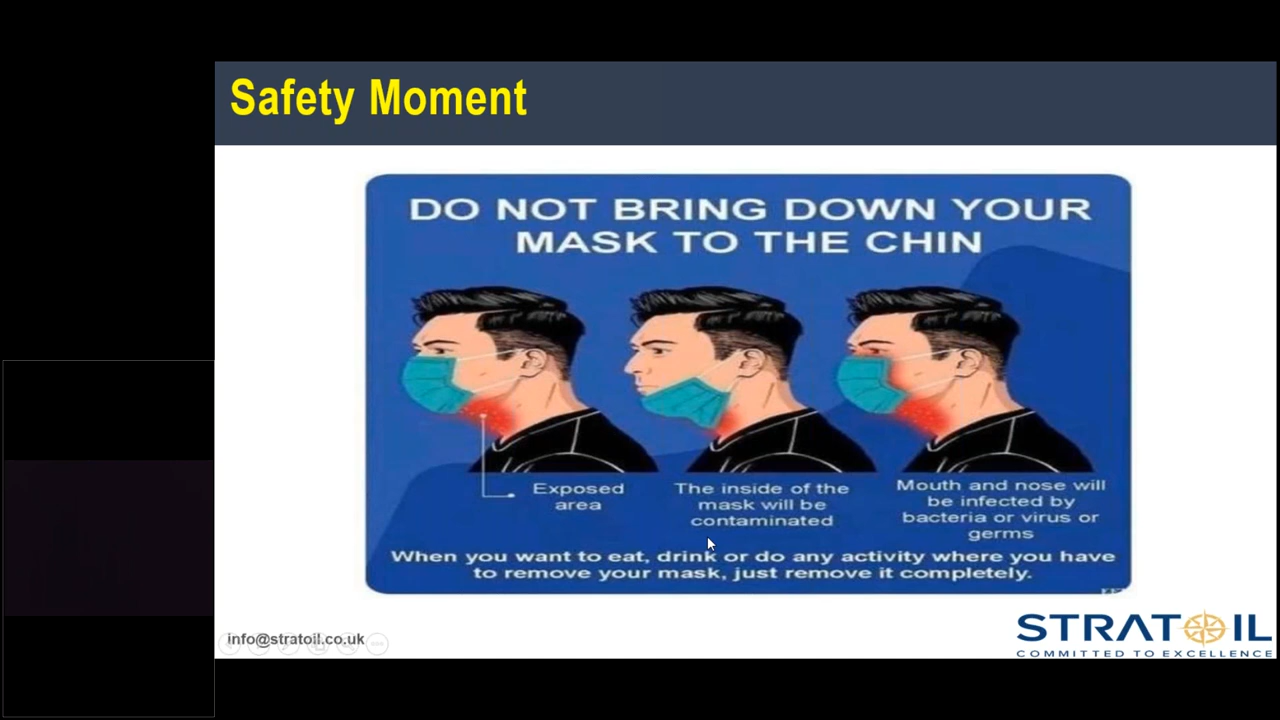 Safety Moment
DO NOT BRING DOWN YOUR
MASK TO THE CHIN
Exposed
area
The inside of the
mask will be
contaminated
Mouth and nose will
be infected by
bacteria or virus or
germs
When you want to eat, drink or do any activity where you have
to remove your mask, just remove it completely.
info@stratoil.co.uk
STRATOIL
COMMITTED TO EXCELLENCE